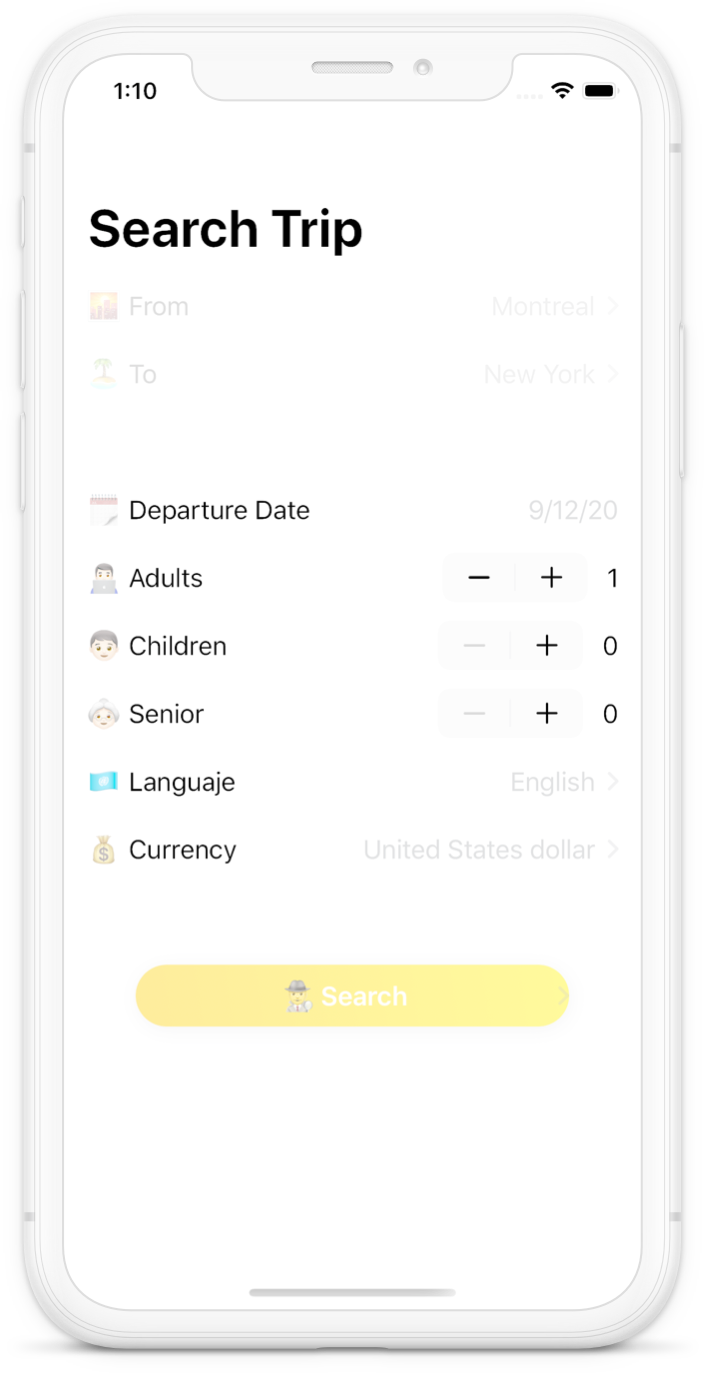 1:10
Search Trip
From Montreal
To New York
Departure Date 9/12/20
Adults 1
Children 0
Senior 0
Languaje English
Currency United States dollar
Search